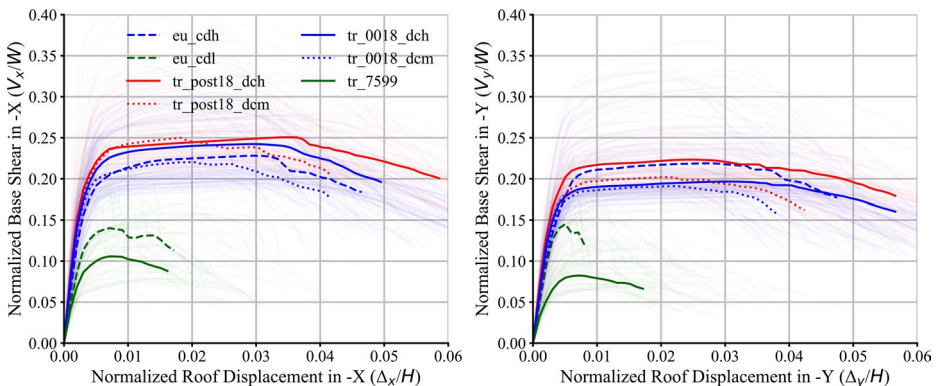 Normalized Base Shear in -X (Vx/W)
0.40
0.35
0.30
0.25
0.20
0.15
0.10
0.05
0.00
eu_cdh
eu_cdl
tr_post18_dch
tr_post18_dcm
tr_0018_dch
tr_0018_dcm
tr_7599
0.00 0.01 0.02 0.03 0.04 0.05 0.06
Normalized Roof Displacement in -X (Δx/H)
Normalized Base Shear in -Y (Vy/W)
0.40
0.35
0.30
0.25
0.20
0.15
0.10
0.05
0.00
0.00 0.01 0.02 0.03 0.04 0.05 0.06
Normalized Roof Displacement in -Y (Δy/H)